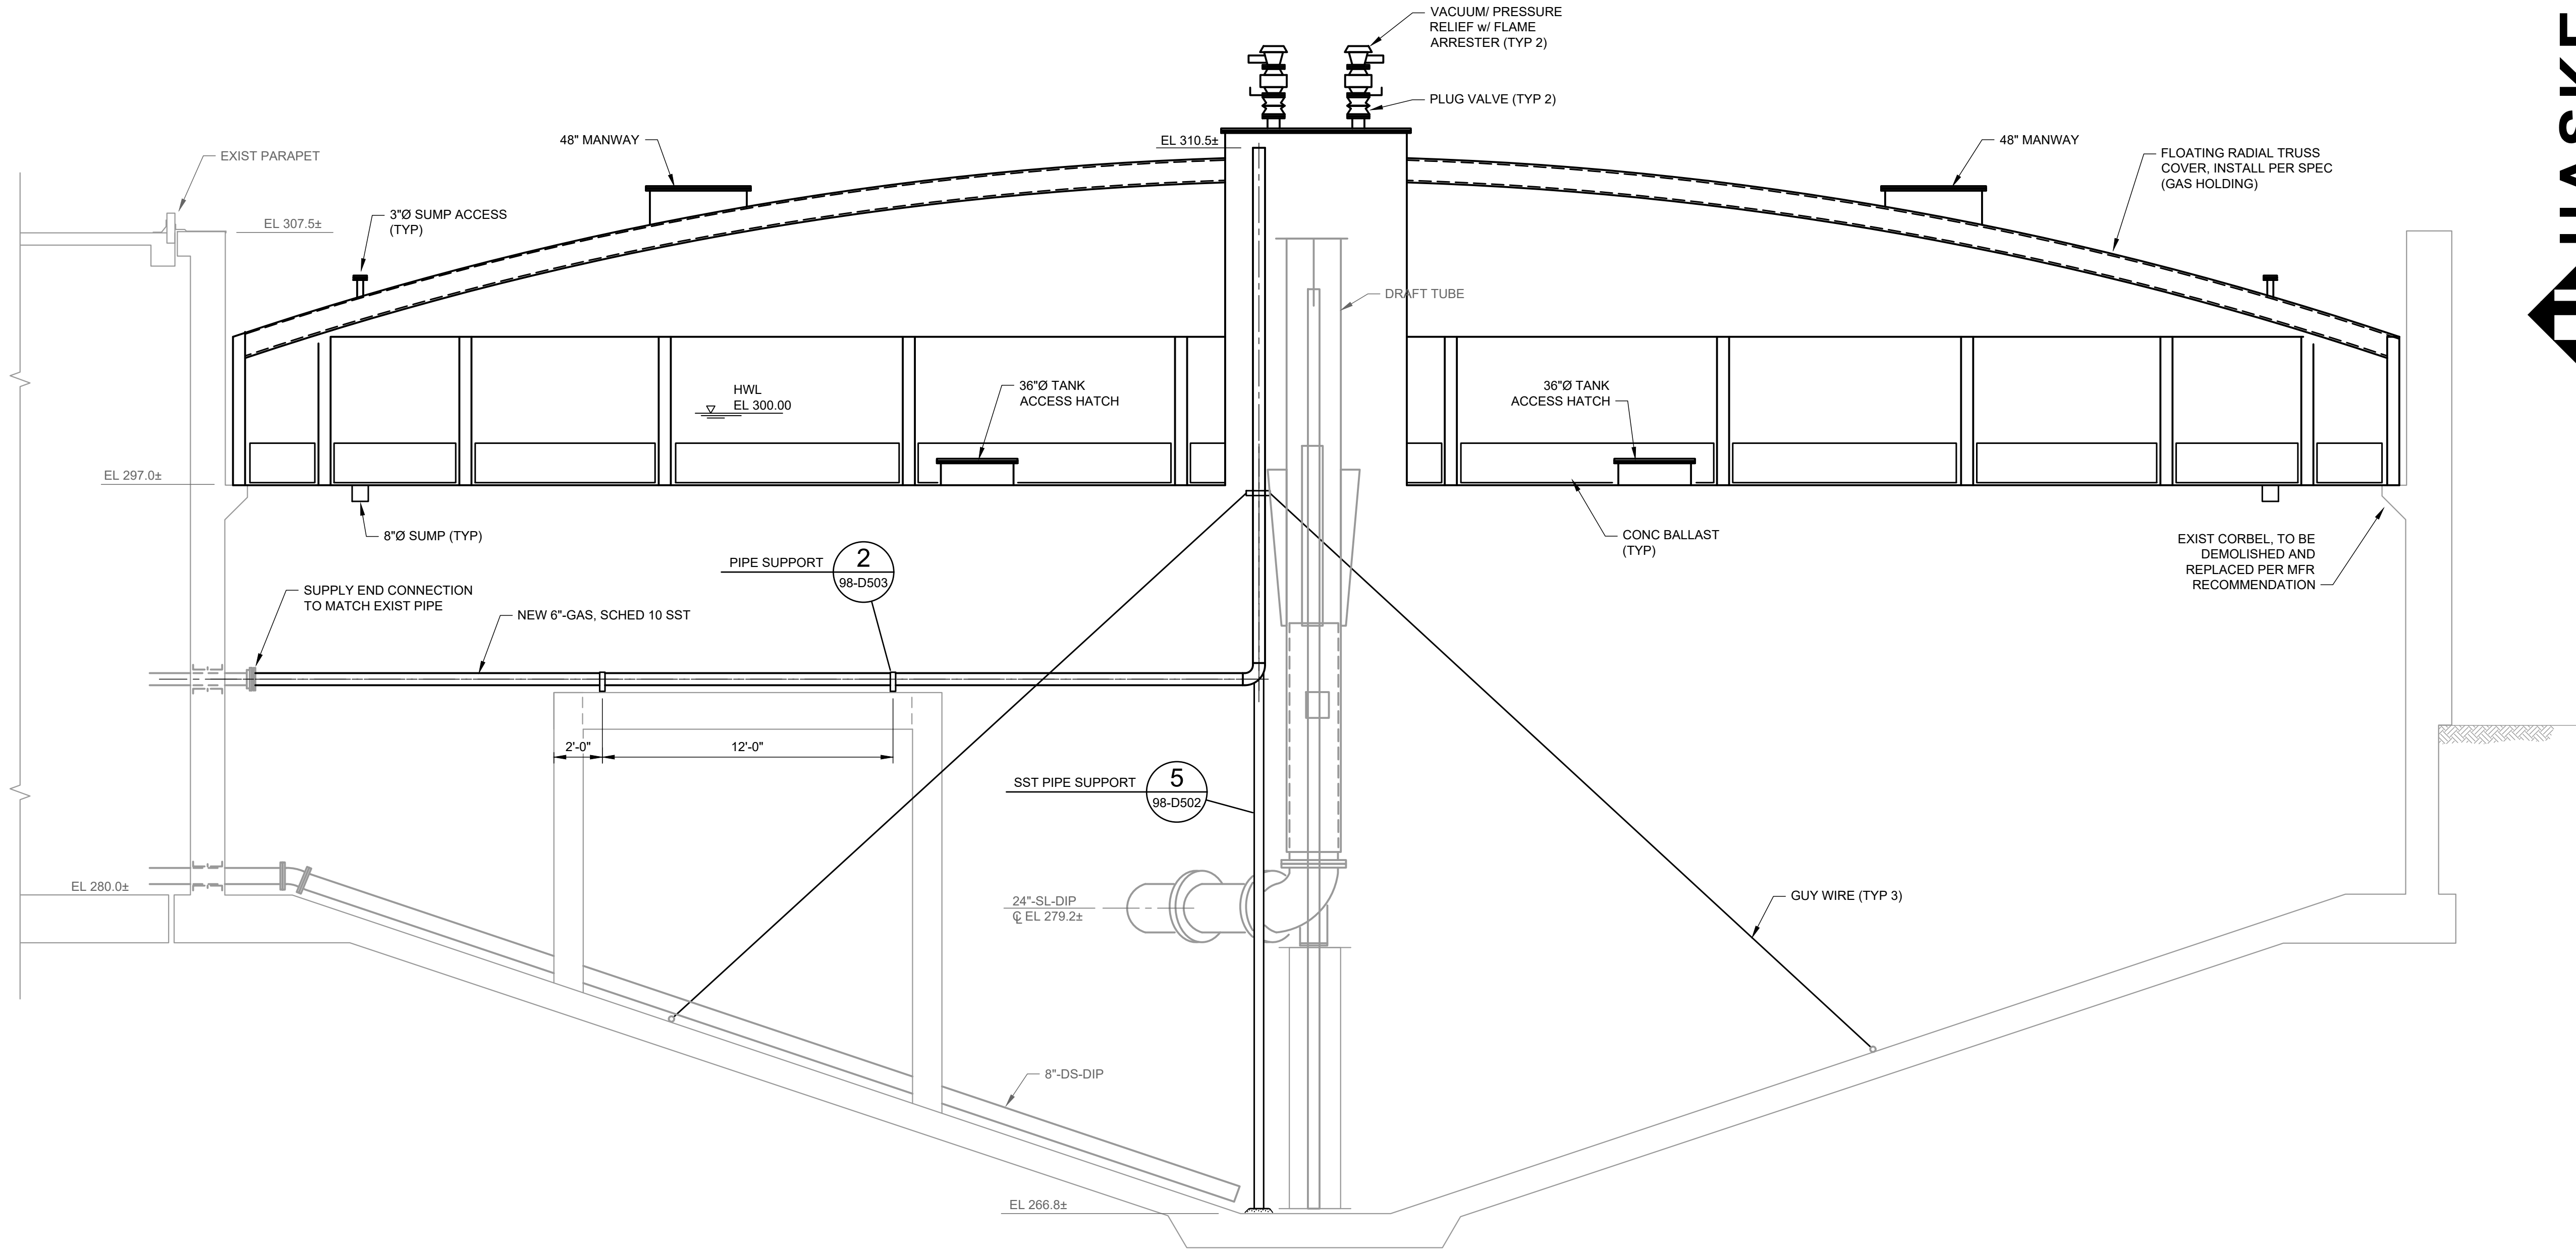 VACUUM/ PRESSURE
RELIEF w/ FLAME
ARRESTER (TYP 2)
PLUG VALVE (TYP 2)
EL 310.5±
48" MANWAY
48" MANWAY
EXIST PARAPET
FLOATING RADIAL TRUSS
COVER, INSTALL PER SPEC
(GAS HOLDING)
3"Ø SUMP ACCESS
(TYP)
EL 307.5±
DRAFT TUBE
HWL
EL 300.00
36"Ø TANK
ACCESS HATCH
36"Ø TANK
ACCESS HATCH
EL 297.0±
8"Ø SUMP (TYP)
CONC BALLAST
(TYP)
EXIST CORBEL, TO BE
DEMOLISHED AND
REPLACED PER MFR
RECOMMENDATION
PIPE SUPPORT
2
98-D503
SUPPLY END CONNECTION
TO MATCH EXIST PIPE
NEW 6"-GAS, SCHED 10 SST
2'-0"
12'-0"
SST PIPE SUPPORT
5
98-D502
EL 280.0±
24"-SL-DIP
℄ EL 279.2±
GUY WIRE (TYP 3)
8"-DS-DIP
EL 266.8±